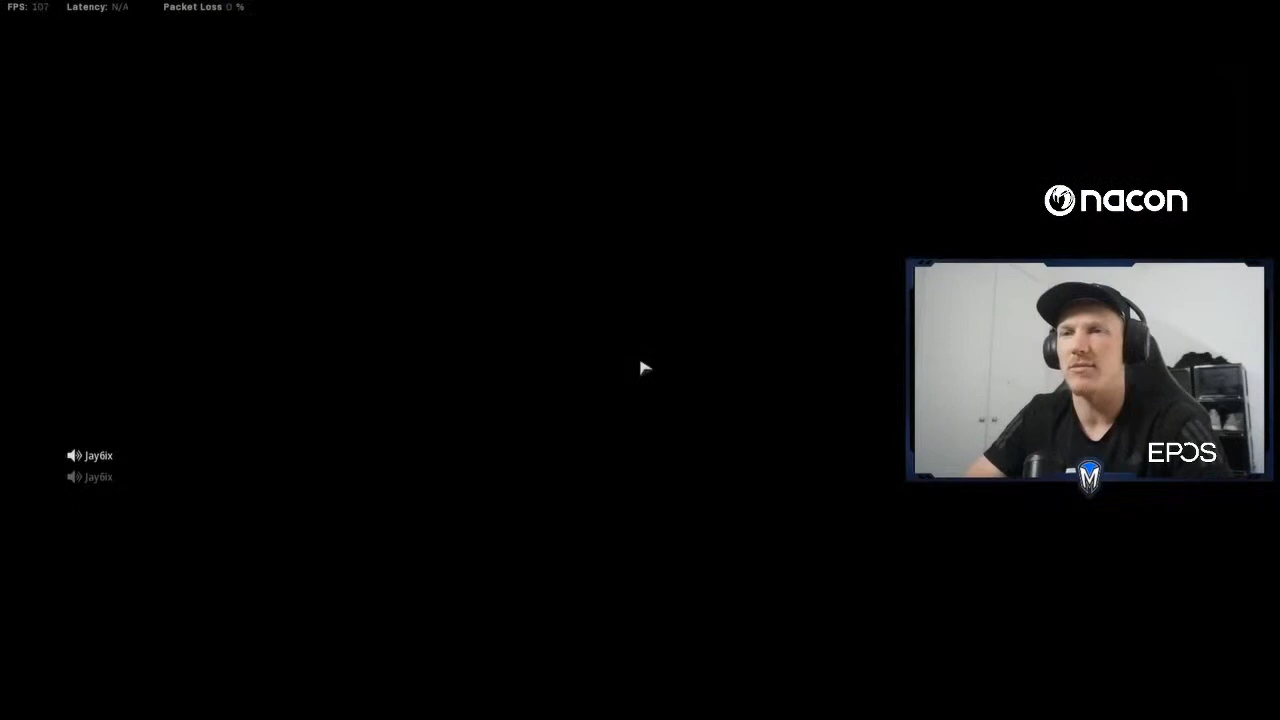 FPS: 107 Latency: N/A Packet Loss 0 %
nacon
Jay6ix
Jay6ix
EPOS
M